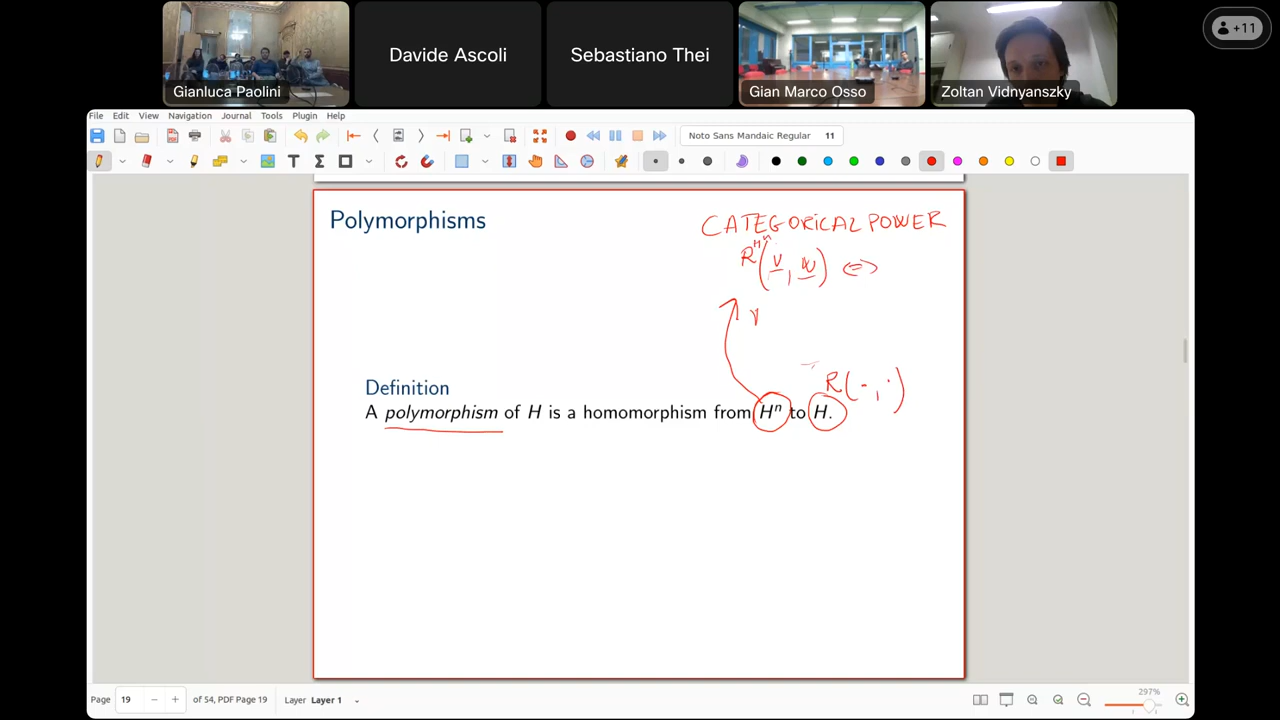 Davide Ascoli
Sebastiano Thei
+11
Gianluca Paolini
Gian Marco Osso
Zoltan Vidnyanszky
File Edit View Navigation Journal Tools Plugin Help
Noto Sans Mandaic Regular 11
Polymorphisms
CATEGORICAL POWER
R^{H^n}(v, w) ⇔
R(-, ·)
Definition
A polymorphism of H is a homomorphism from Hⁿ to H.
Page 19 of 54, PDF Page 19 Layer Layer 1 297%